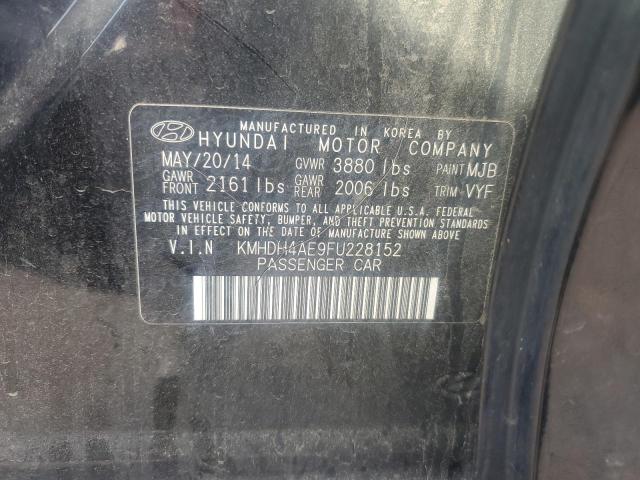 MANUFACTURED IN KOREA BY
HYUNDAI MOTOR COMPANY
MAY/20/14 GVWR 3880 lbs PAINT MJB
GAWR FRONT 2161 lbs GAWR REAR 2006 lbs TRIM VYF
THIS VEHICLE CONFORMS TO ALL APPLICABLE U.S.A. FEDERAL
MOTOR VEHICLE SAFETY, BUMPER, AND THEFT STANDARDS IN
EFFECT ON THE DATE OF MANUFACTURE SHOWN ABOVE.
V.I.N KMHDH4AE9FU228152
PASSENGER CAR